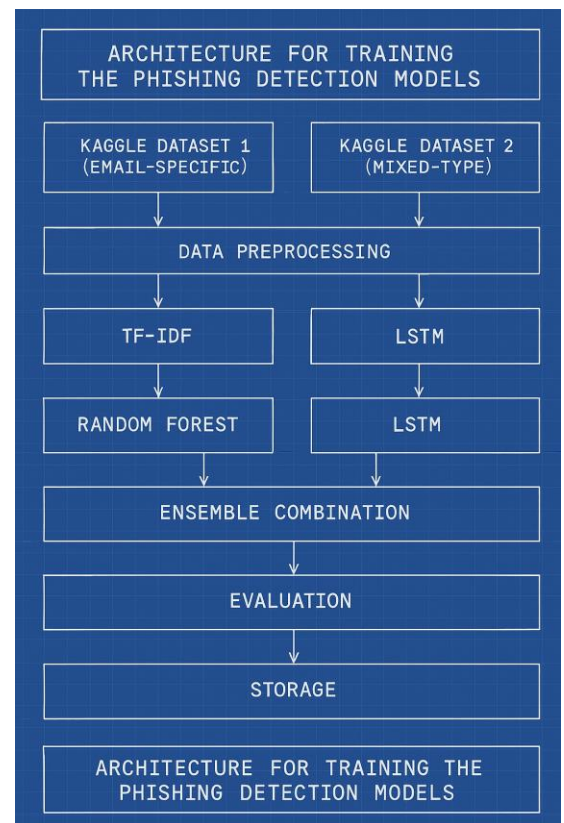 ARCHITECTURE FOR TRAINING
THE PHISHING DETECTION MODELS
KAGGLE DATASET 1
(EMAIL-SPECIFIC)
KAGGLE DATASET 2
(MIXED-TYPE)
DATA PREPROCESSING
TF-IDF
LSTM
RANDOM FOREST
LSTM
ENSEMBLE COMBINATION
EVALUATION
STORAGE
ARCHITECTURE FOR TRAINING THE
PHISHING DETECTION MODELS